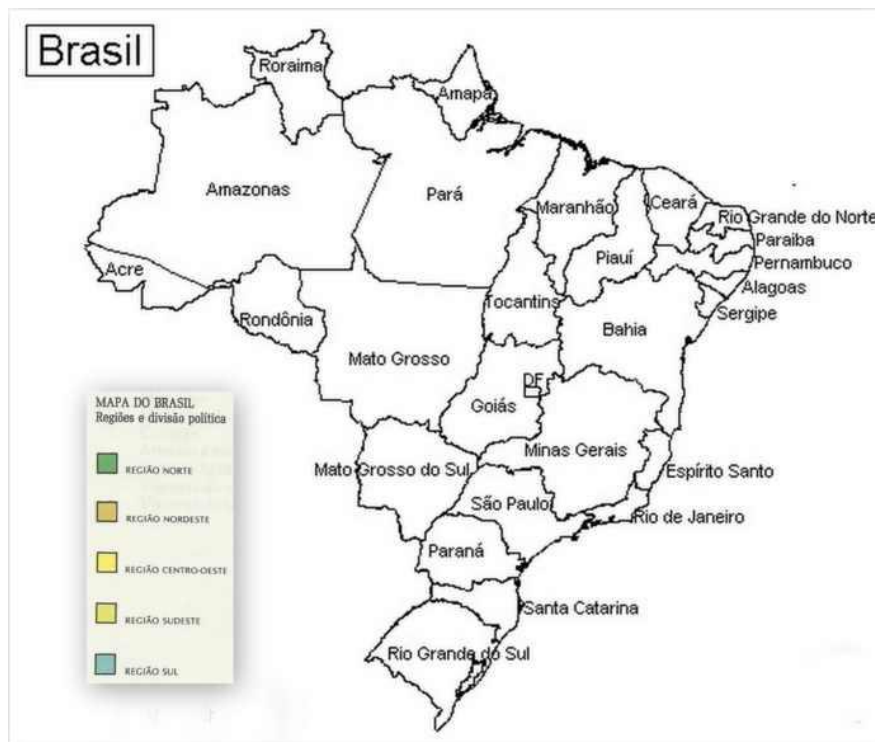 Brasil
Roraima
Amapá
Amazonas
Pará
Maranhão
Ceará
Rio Grande do Norte
Paraiba
Pernambuco
Alagoas
Sergipe
Piauí
Acre
Rondônia
Tocantins
Bahia
Mato Grosso
DF
Goiás
Minas Gerais
Mato Grosso do Sul
Espírito Santo
São Paulo
Rio de Janeiro
Paraná
Santa Catarina
Rio Grande do Sul
MAPA DO BRASIL
Regiões e divisão política
REGIÃO NORTE
REGIÃO NORDESTE
REGIÃO CENTRO-OESTE
REGIÃO SUDESTE
REGIÃO SUL